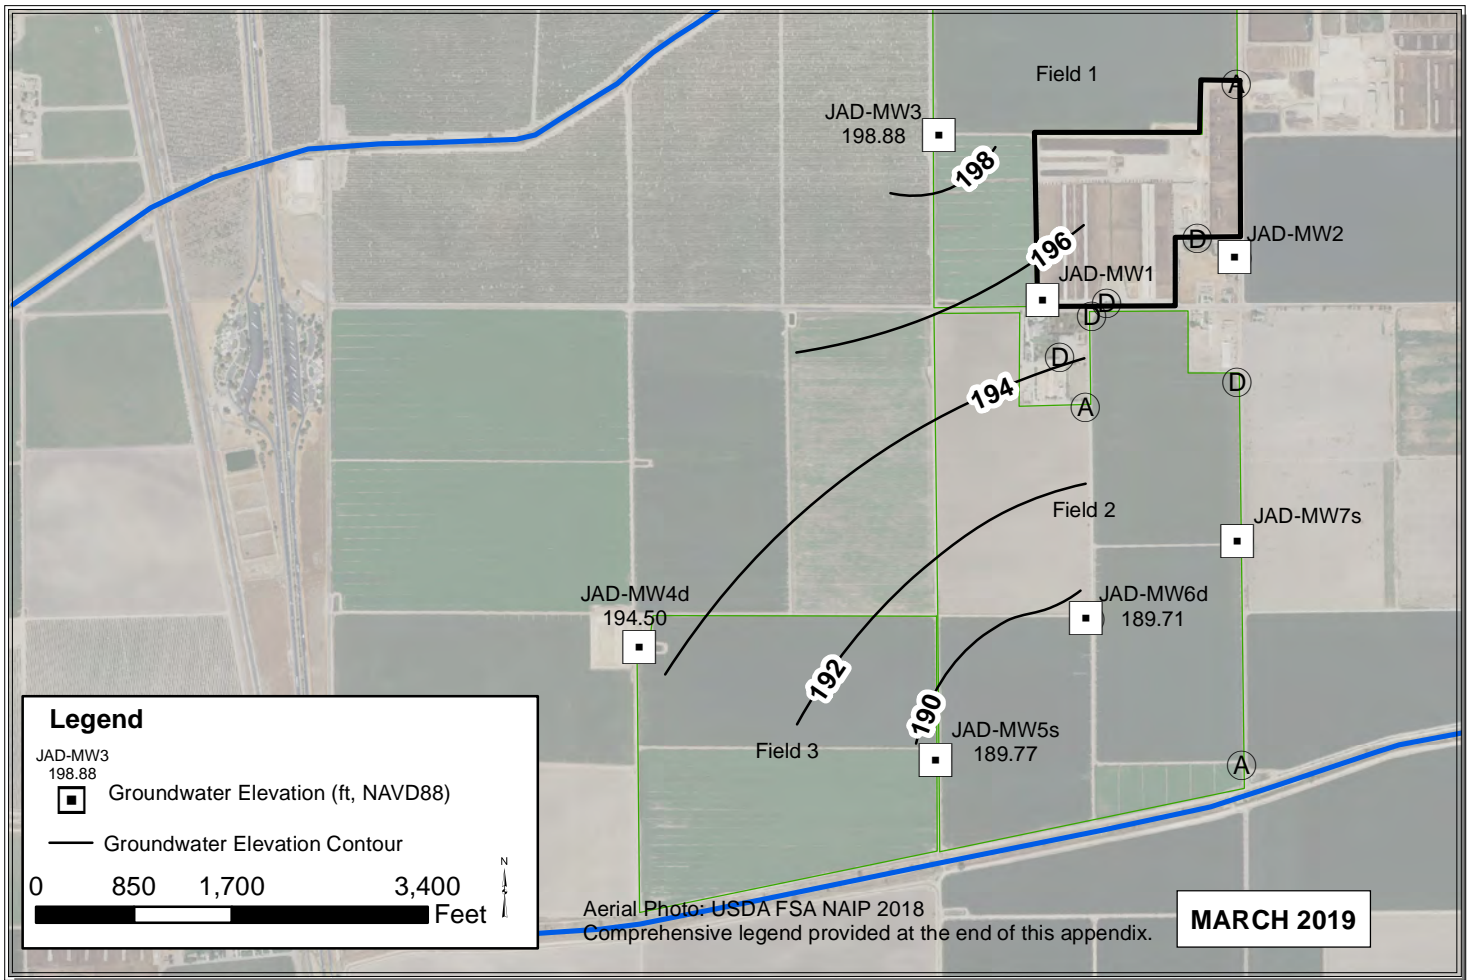 Field 1
A
JAD-MW3
198.88
198
D
JAD-MW2
196
JAD-MW1
D
D
D
194
D
A
Field 2
JAD-MW7s
JAD-MW4d
194.50
JAD-MW6d
189.71
192
190
JAD-MW5s
189.77
Field 3
A
Legend
JAD-MW3
198.88
Groundwater Elevation (ft, NAVD88)
Groundwater Elevation Contour
N
0 850 1,700 3,400
Feet
Aerial Photo: USDA FSA NAIP 2018
Comprehensive legend provided at the end of this appendix.
MARCH 2019